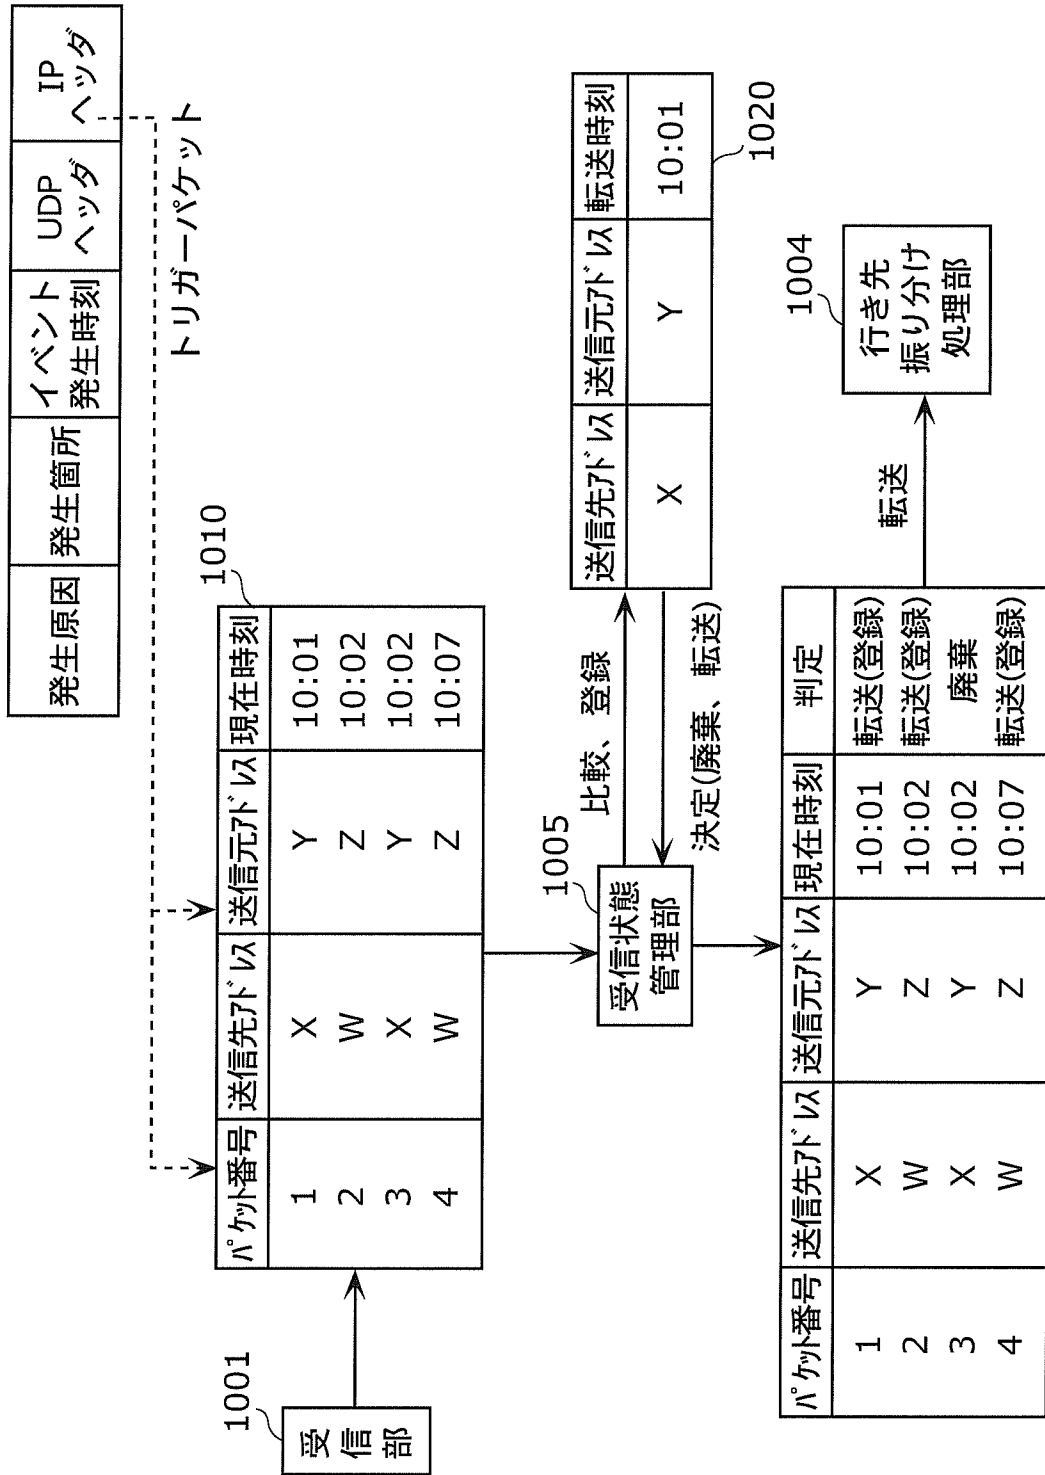 発生原因 発生箇所 イベント発生時刻 UDPヘッダ IPヘッダ
トリガーパケット
1001
受信部
1010
パケット番号 送信先アドレス 送信元アドレス 現在時刻
1 X Y 10:01
2 W Z 10:02
3 X Y 10:02
4 W Z 10:07
1005
受信状態
管理部
比較、登録
決定(廃棄、転送)
送信先アドレス 送信元アドレス 転送時刻
X Y 10:01
1020
パケット番号 送信先アドレス 送信元アドレス 現在時刻 判定
1 X Y 10:01 転送(登録)
2 W Z 10:02 転送(登録)
3 X Y 10:02 廃棄
4 W Z 10:07 転送(登録)
転送
1004
行き先
振り分け
処理部